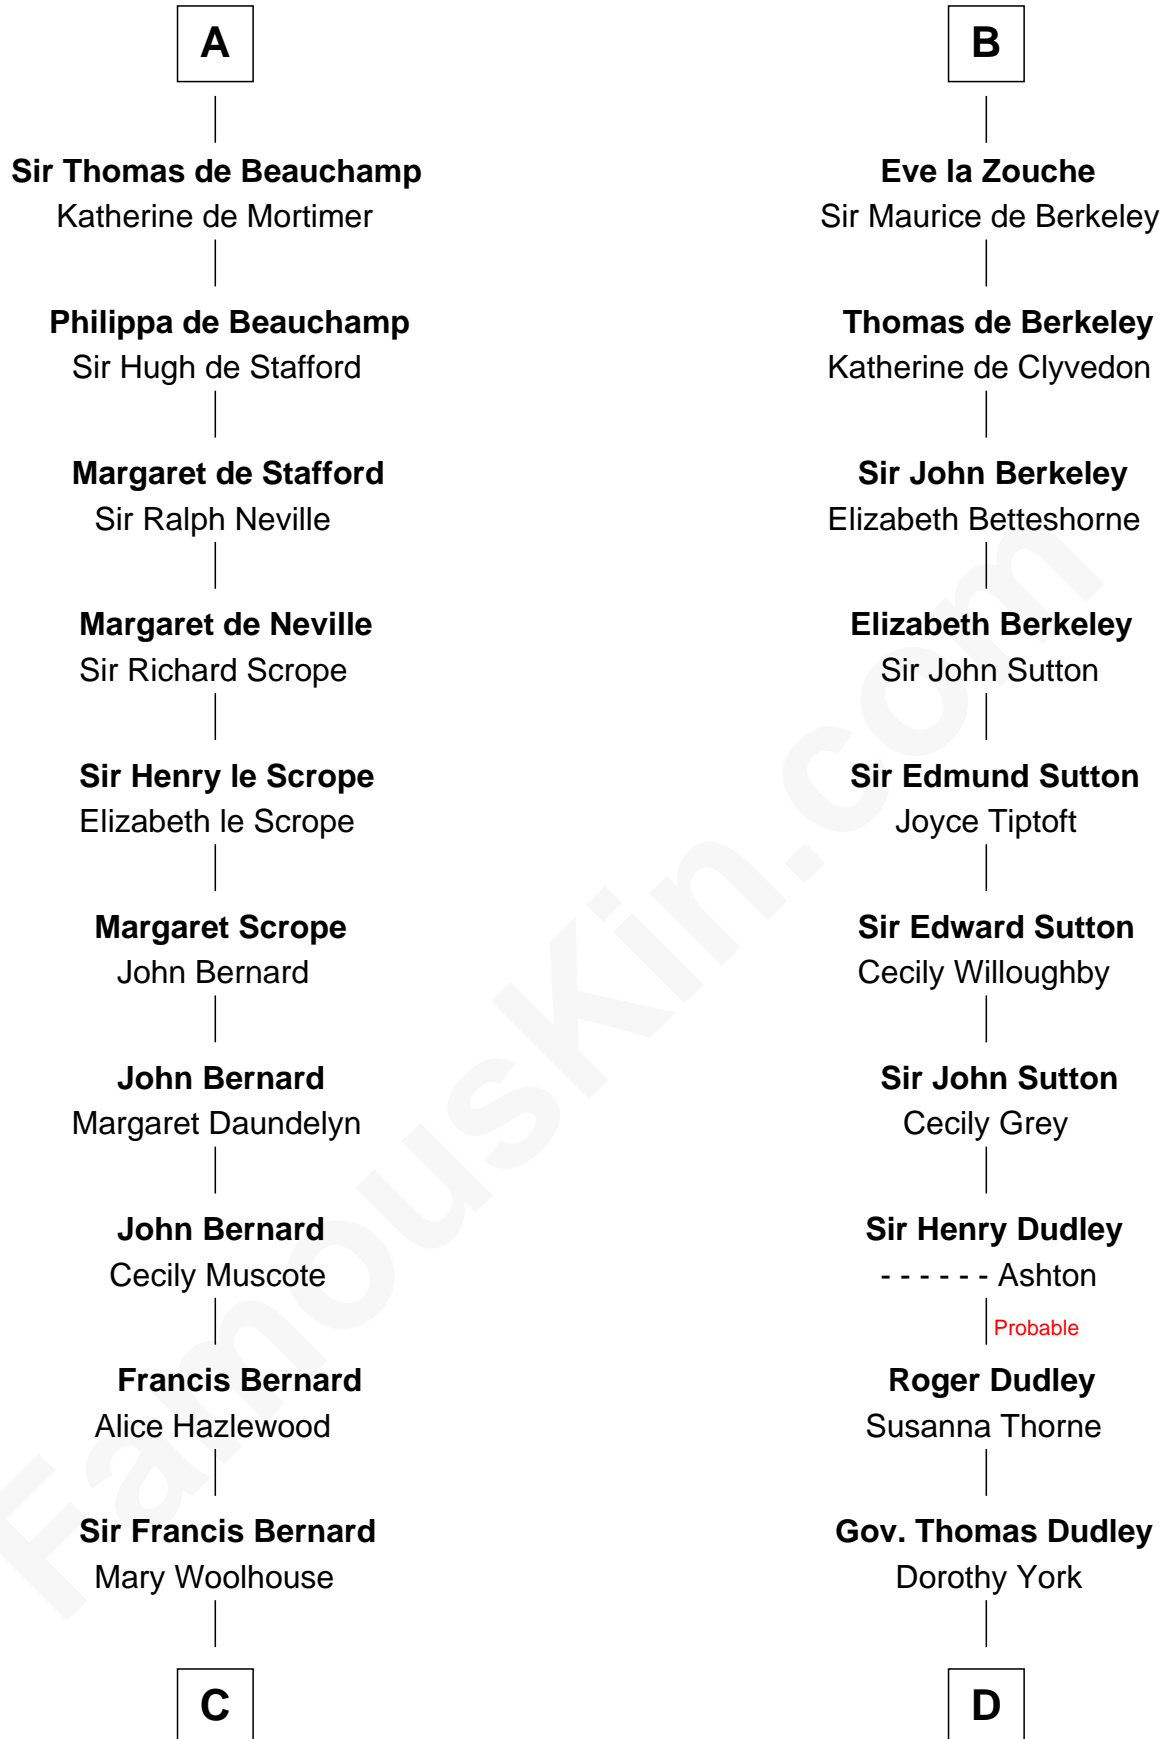 A
Sir Thomas de Beauchamp
Katherine de Mortimer
Philippa de Beauchamp
Sir Hugh de Stafford
Margaret de Stafford
Sir Ralph Neville
Margaret de Neville
Sir Richard Scrope
Sir Henry le Scrope
Elizabeth le Scrope
Margaret Scrope
John Bernard
John Bernard
Margaret Daundelyn
John Bernard
Cecily Muscote
Francis Bernard
Alice Hazlewood
Sir Francis Bernard
Mary Woolhouse
C
B
Eve la Zouche
Sir Maurice de Berkeley
Thomas de Berkeley
Katherine de Clyvedon
Sir John Berkeley
Elizabeth Betteshorne
Elizabeth Berkeley
Sir John Sutton
Sir Edmund Sutton
Joyce Tiptoft
Sir Edward Sutton
Cecily Willoughby
Sir John Sutton
Cecily Grey
Sir Henry Dudley
- - - - - - Ashton
Probable
Roger Dudley
Susanna Thorne
Gov. Thomas Dudley
Dorothy York
D
FamousKin.com